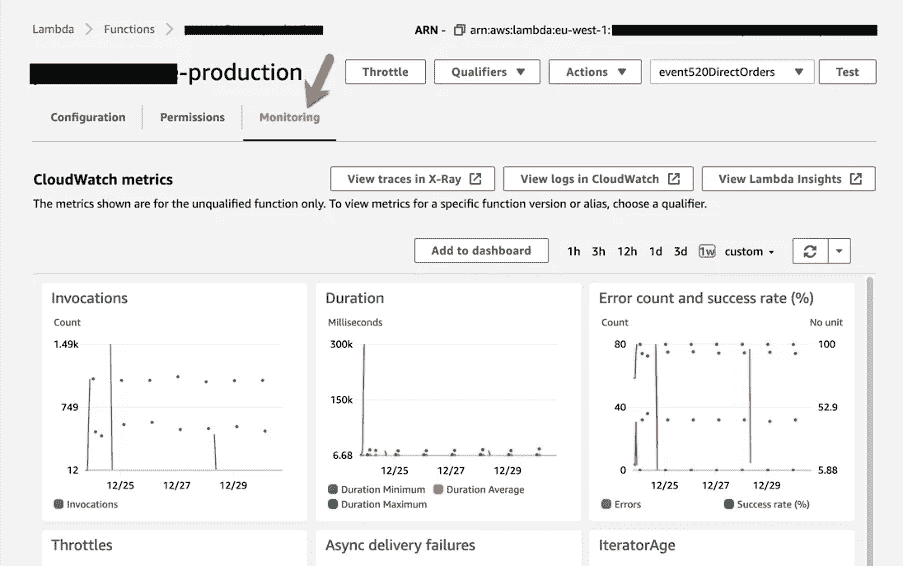 Lambda > Functions >
ARN - arn:aws:lambda:eu-west-1:
-production
Throttle
Qualifiers
Actions
event520DirectOrders
Test
Configuration
Permissions
Monitoring
CloudWatch metrics
View traces in X-Ray
View logs in CloudWatch
View Lambda Insights
The metrics shown are for the unqualified function only. To view metrics for a specific function version or alias, choose a qualifier.
Add to dashboard
1h 3h 12h 1d 3d 1w custom
Invocations
Count
1.49k
749
12
12/25 12/27 12/29
Invocations
Duration
Milliseconds
300k
150k
6.68
12/25 12/27 12/29
Duration Minimum Duration Average
Duration Maximum
Error count and success rate (%)
Count No unit
80 100
40 52.9
0 5.88
12/25 12/27 12/29
Errors Success rate (%)
Throttles
Async delivery failures
IteratorAge